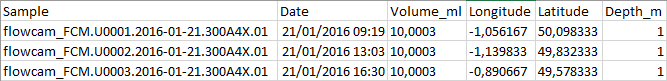 Sample Date Volume_ml Longitude Latitude Depth_m
flowcam_FCM.U0001.2016-01-21.300A4X.01 21/01/2016 09:19 10,0003 -1,056167 50,098333 1
flowcam_FCM.U0002.2016-01-21.300A4X.01 21/01/2016 13:03 10,0003 -1,139833 49,832333 1
flowcam_FCM.U0003.2016-01-21.300A4X.01 21/01/2016 16:30 10,0003 -0,890667 49,578333 1